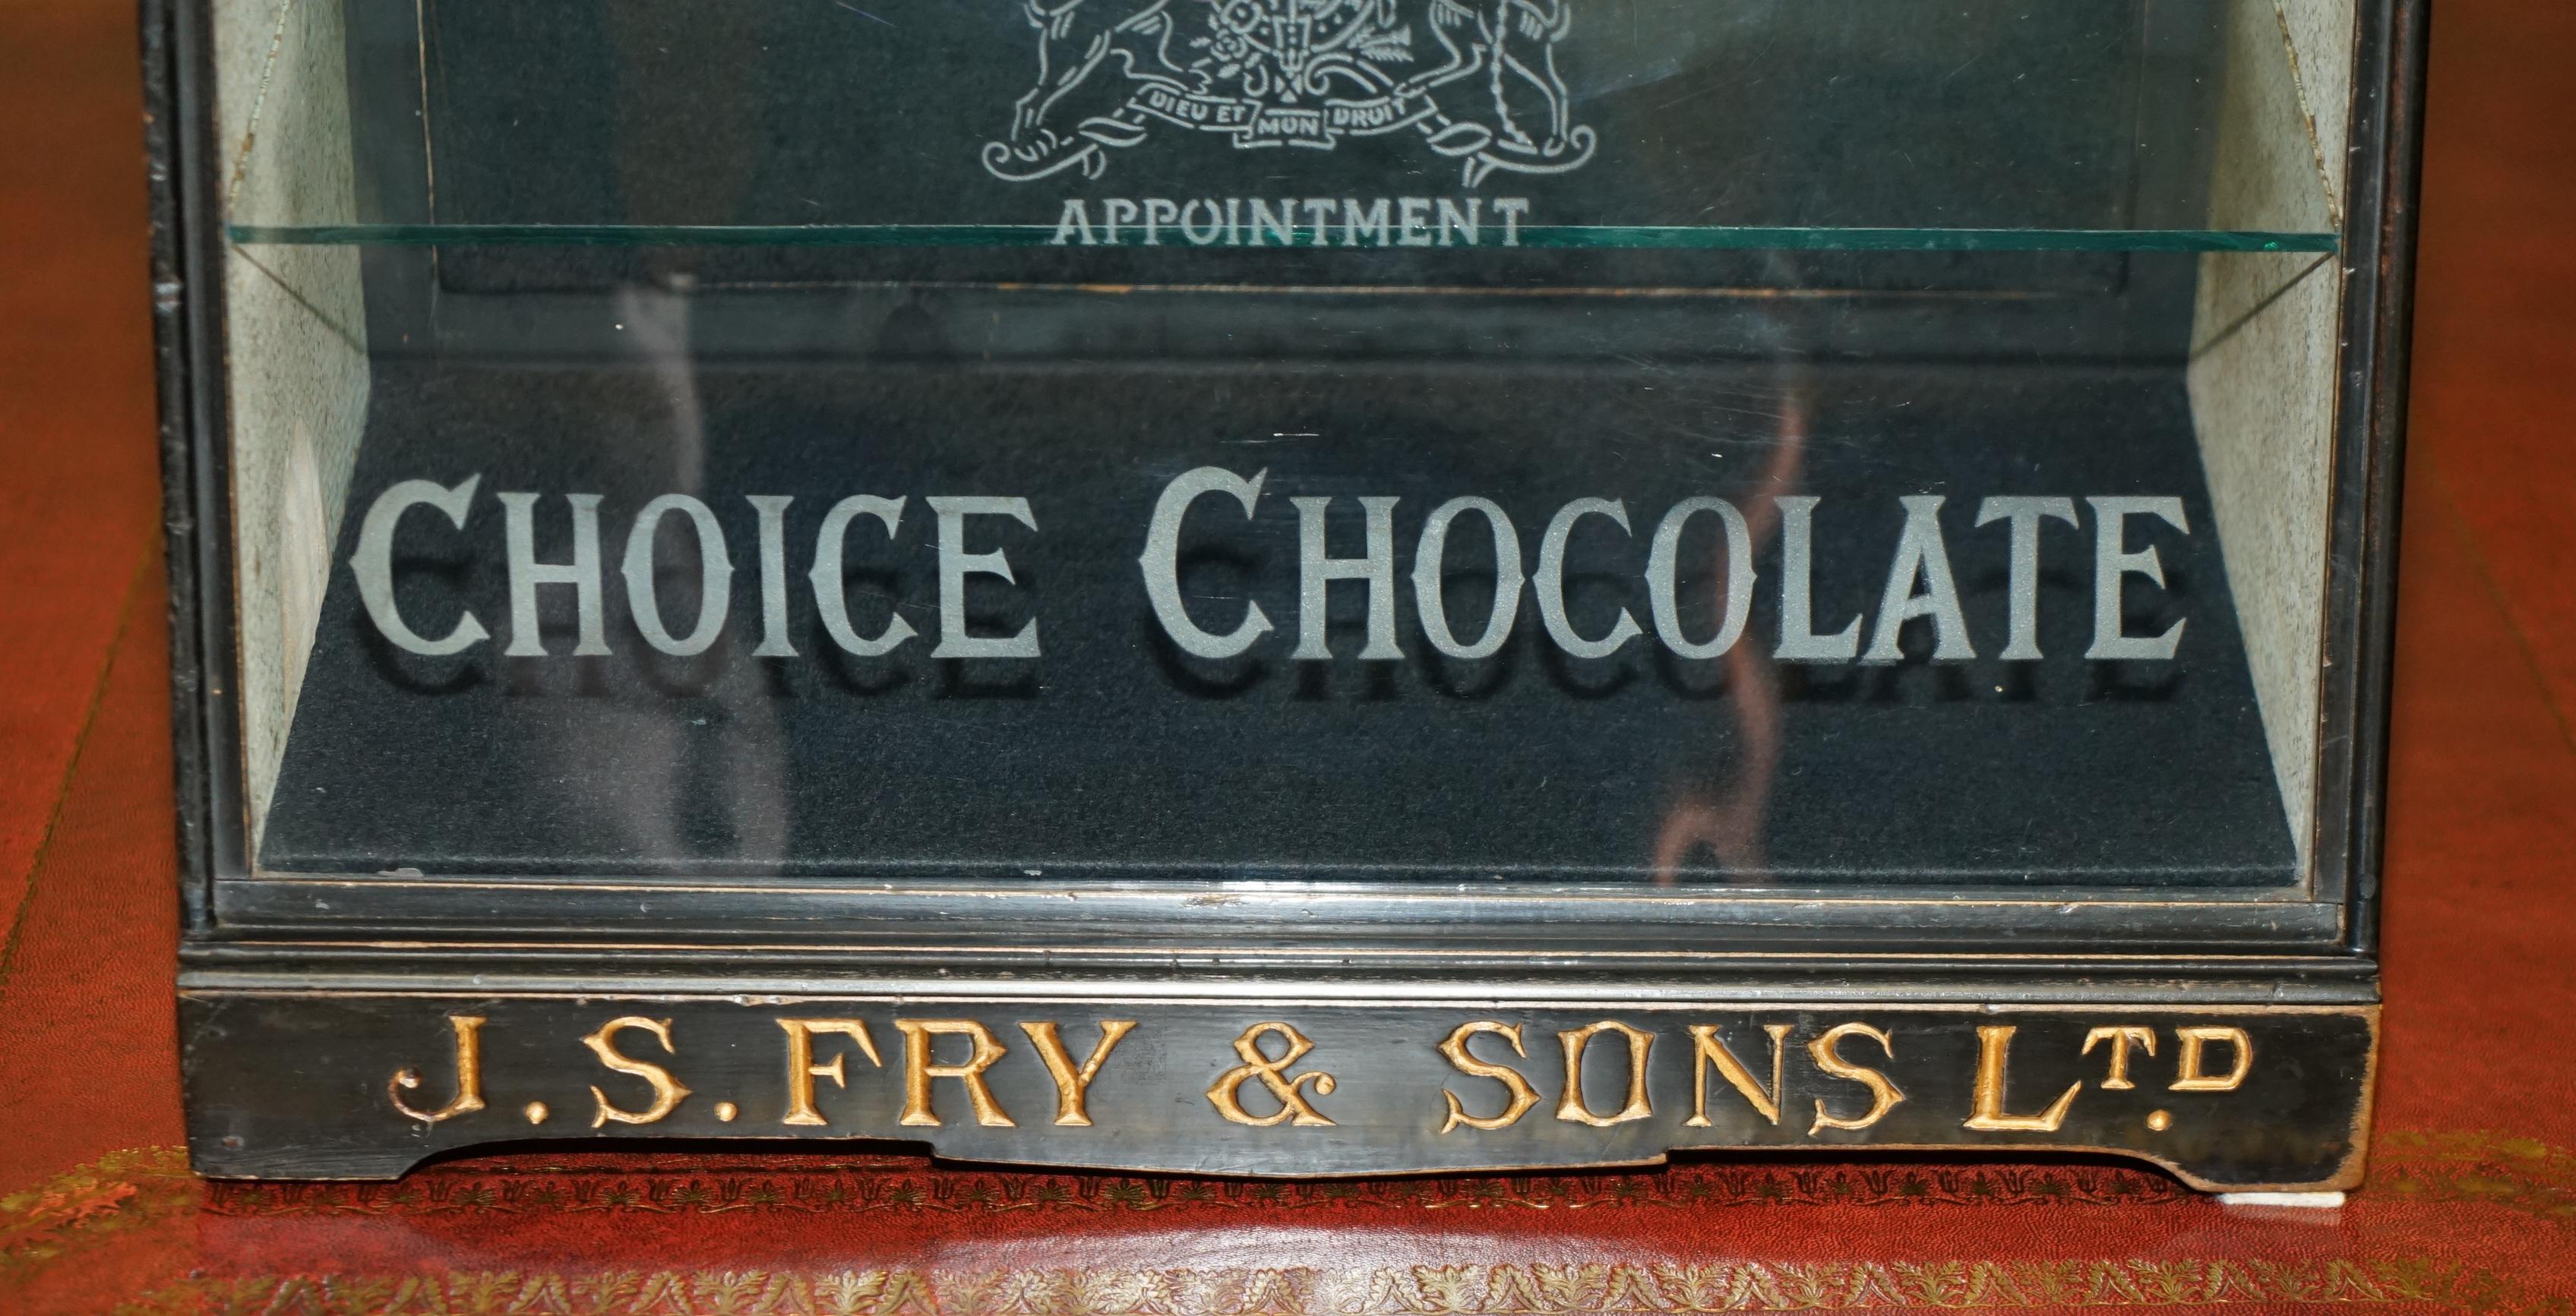 DIEU ET MON DROIT
APPOINTMENT
CHOICE CHOCOLATE
J.S.FRY & SONS LTD.